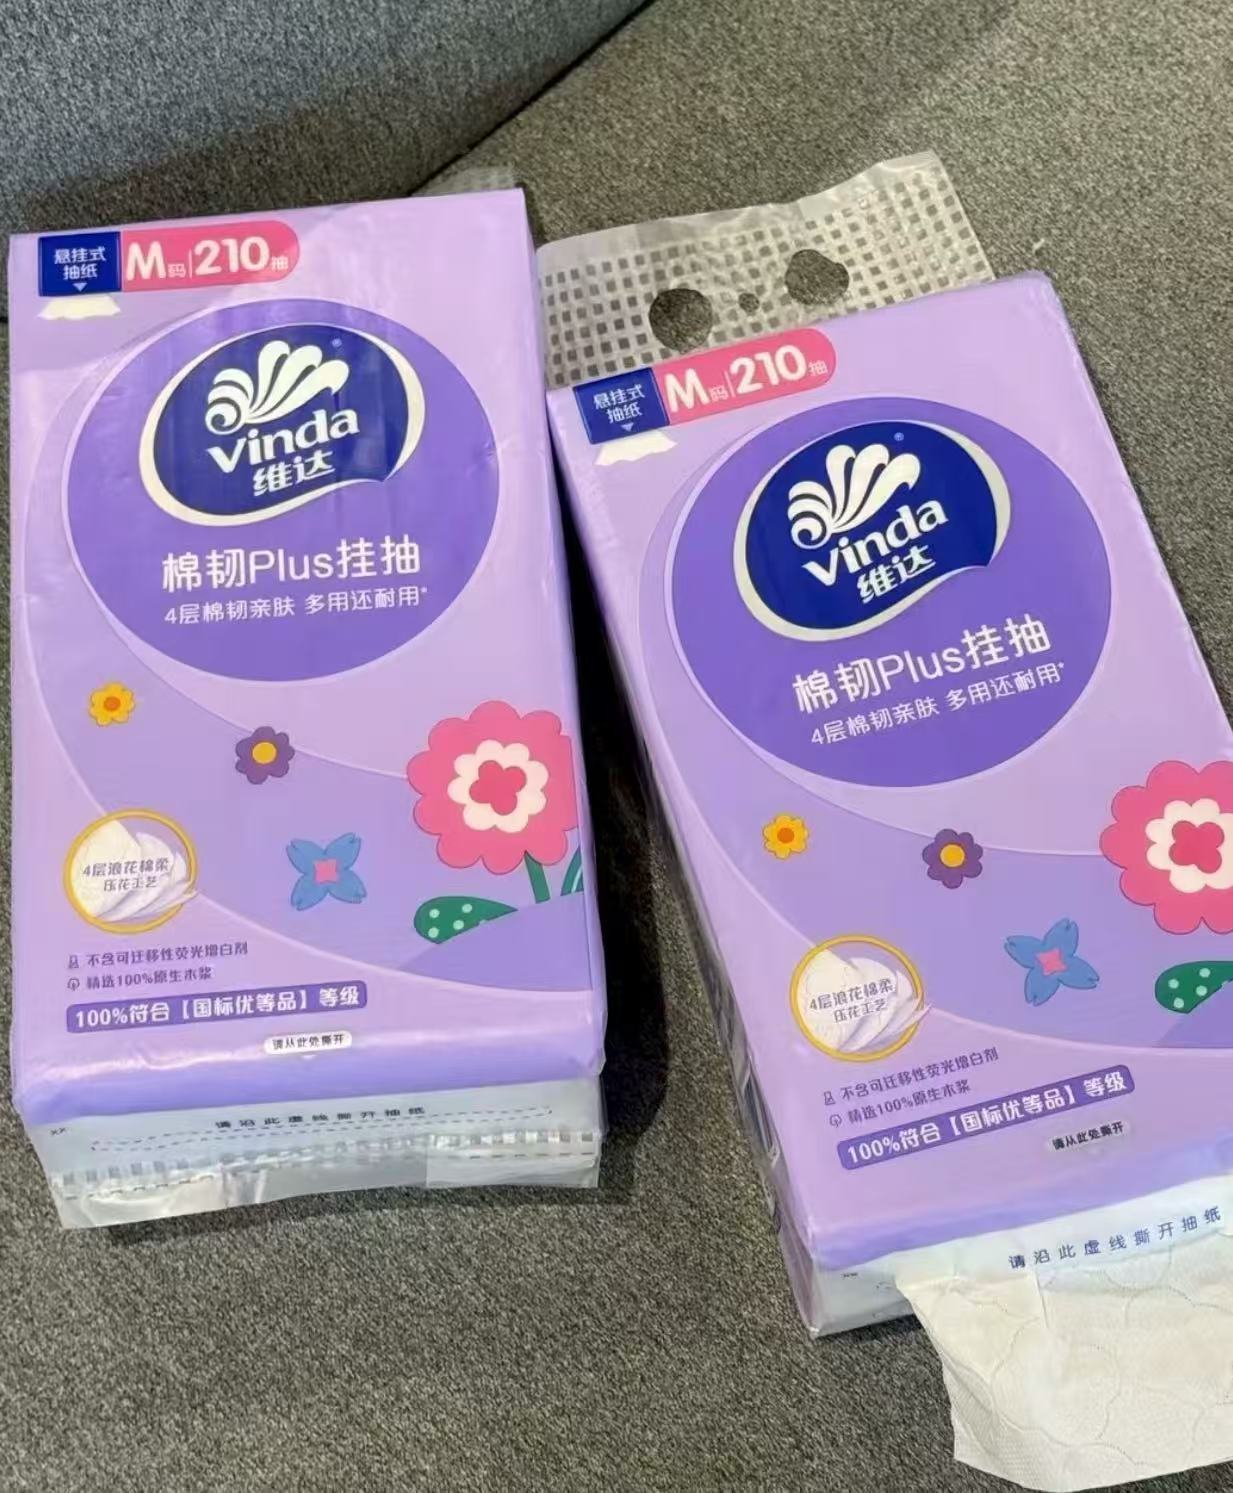 悬挂式
抽纸
M码|210抽
Vinda
维达
棉韧Plus挂抽
4层棉韧亲肤 多用还耐用*
4层浪花棉柔
压花工艺
不含可迁移性荧光增白剂
精选100%原生木浆
100%符合【国标优等品】等级
请从此处撕开
请沿此虚线撕开抽纸
悬挂式
抽纸
M码|210抽
Vinda
维达
棉韧Plus挂抽
4层棉韧亲肤 多用还耐用*
4层浪花棉柔
压花工艺
不含可迁移性荧光增白剂
精选100%原生木浆
100%符合【国标优等品】等级
请从此处撕开
请沿此虚线撕开抽纸